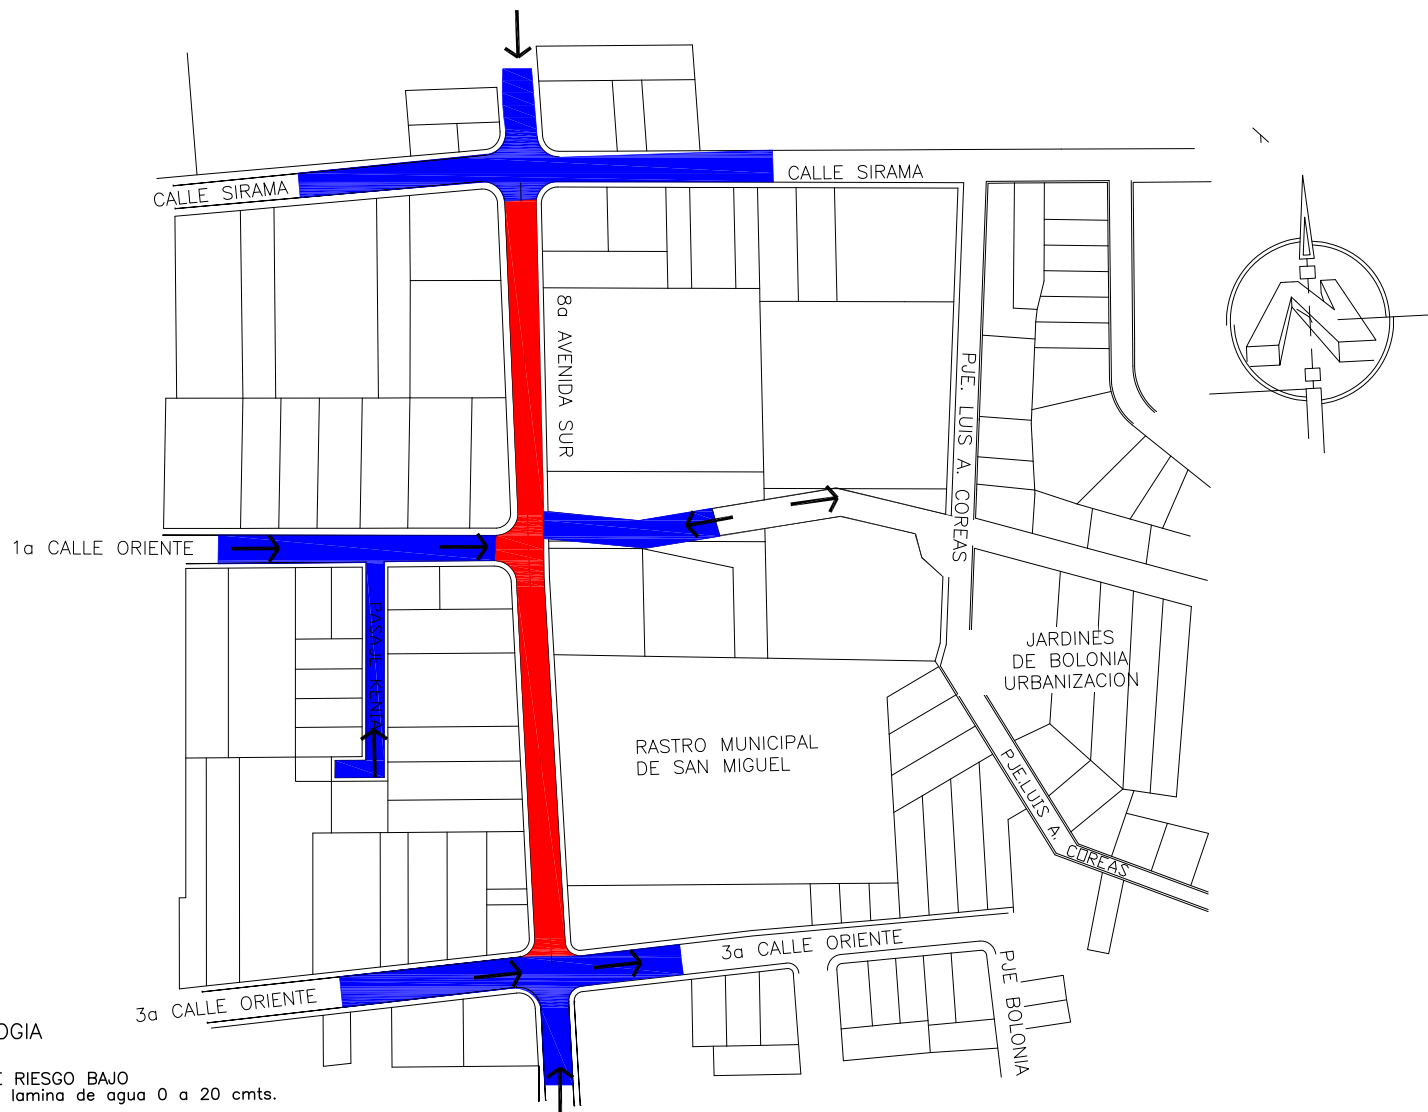 CALLE SIRAMA
CALLE SIRAMA
8a AVENIDA SUR
PJE. LUIS A. COREAS
1a CALLE ORIENTE
PASAJE KENIA
JARDINES
DE BOLONIA
URBANIZACION
RASTRO MUNICIPAL
DE SAN MIGUEL
PJE.LUIS A.
COREAS
3a CALLE ORIENTE
3a CALLE ORIENTE
PJE BOLONIA
RIESGO BAJO
lamina de agua 0 a 20 cmts.